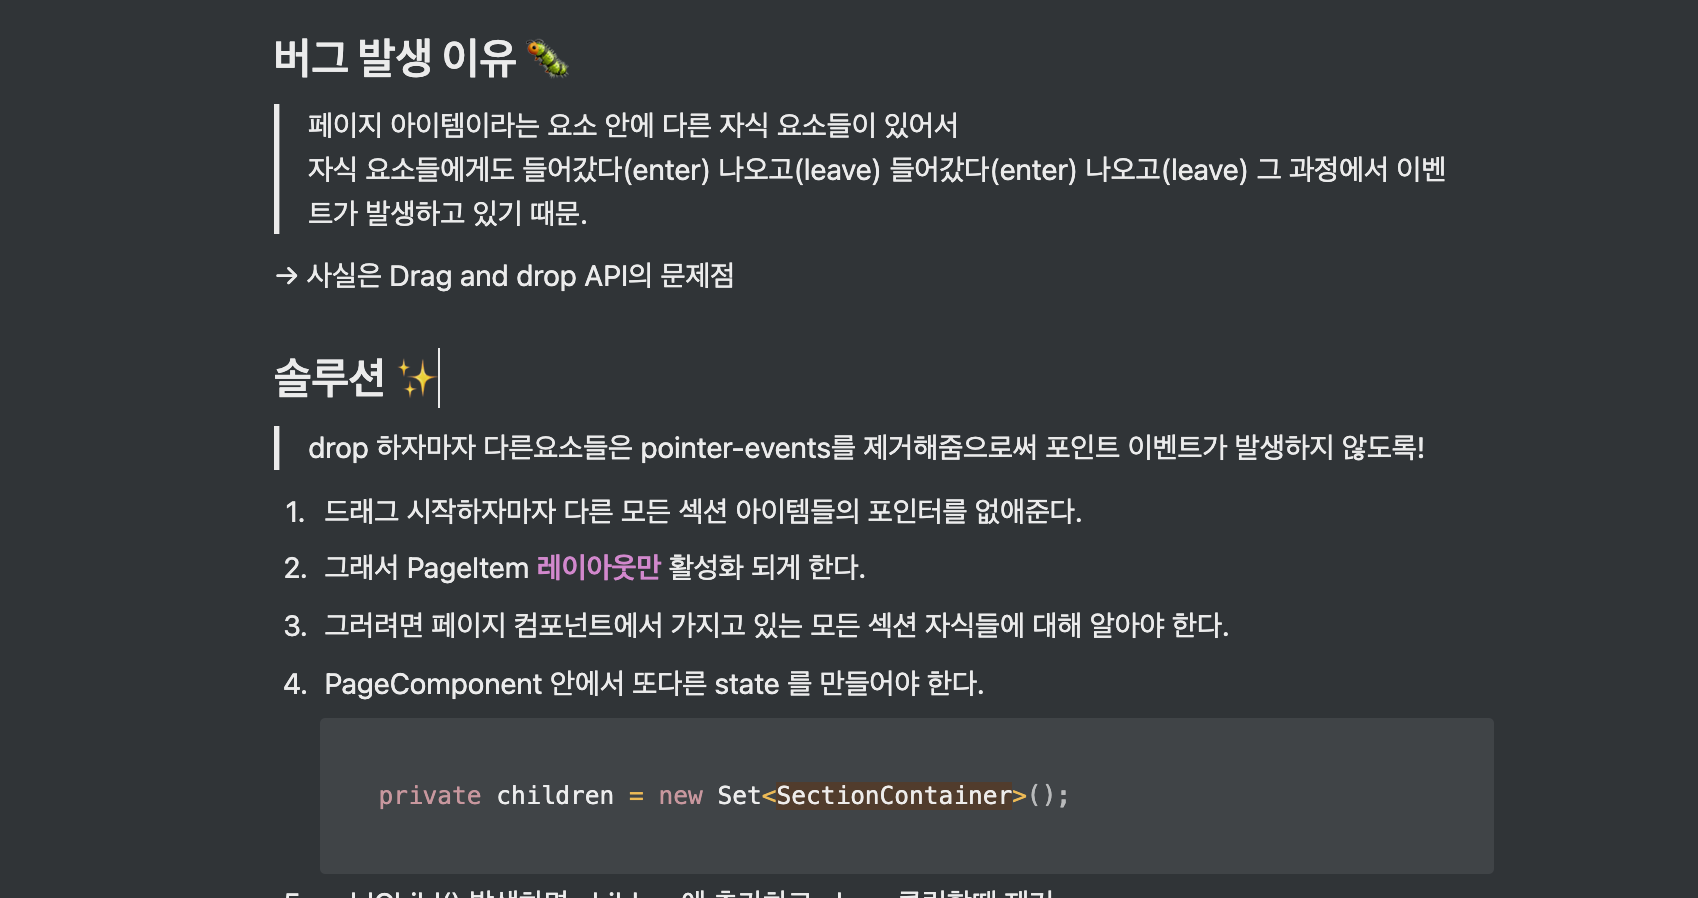 버그 발생 이유 🐛
페이지 아이템이라는 요소 안에 다른 자식 요소들이 있어서
자식 요소들에게도 들어갔다(enter) 나오고(leave) 들어갔다(enter) 나오고(leave) 그 과정에서 이벤
트가 발생하고 있기 때문.
→ 사실은 Drag and drop API의 문제점
솔루션 ✨
drop 하자마자 다른요소들은 pointer-events를 제거해줌으로써 포인트 이벤트가 발생하지 않도록!
1. 드래그 시작하자마자 다른 모든 섹션 아이템들의 포인터를 없애준다.
2. 그래서 PageItem 레이아웃만 활성화 되게 한다.
3. 그러려면 페이지 컴포넌트에서 가지고 있는 모든 섹션 자식들에 대해 알아야 한다.
4. PageComponent 안에서 또다른 state 를 만들어야 한다.
private children = new Set<SectionContainer>();